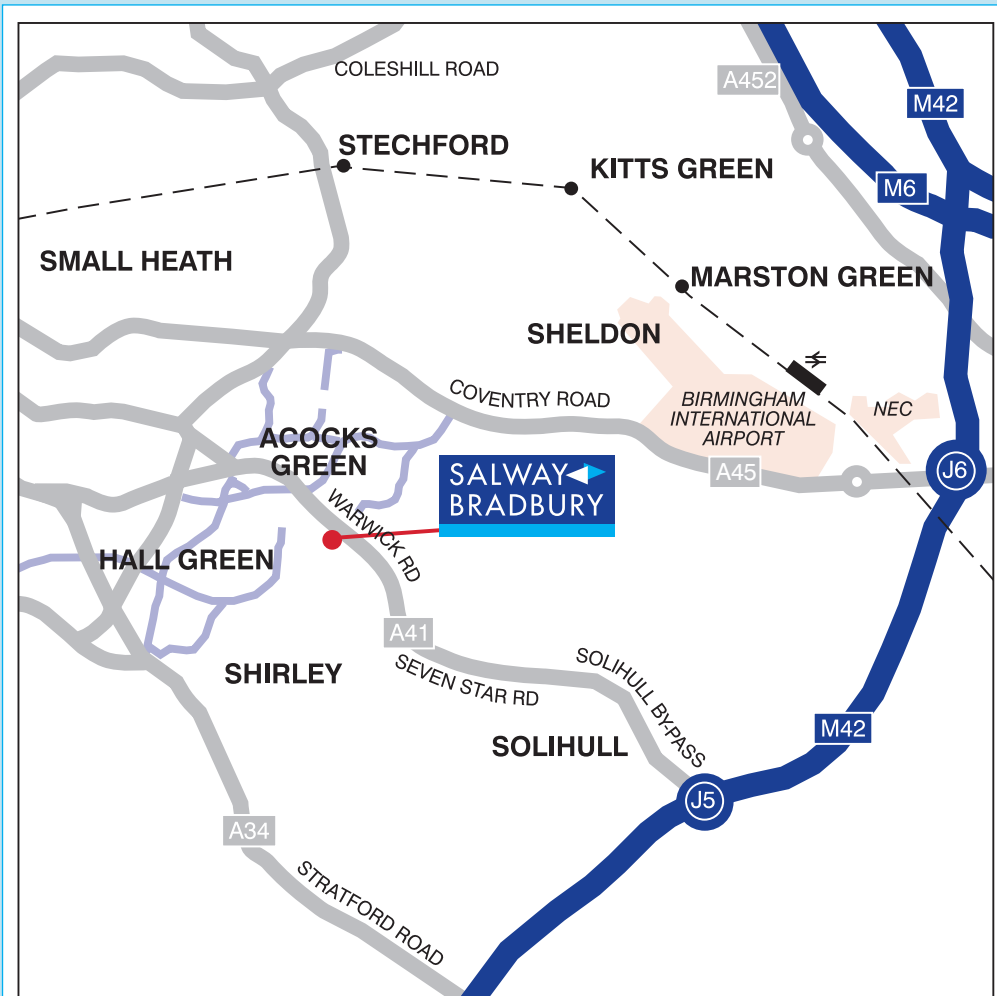 COLESHILL ROAD
A452
M42
STECHFORD
KITTS GREEN
M6
SMALL HEATH
MARSTON GREEN
SHELDON
COVENTRY ROAD
BIRMINGHAM
INTERNATIONAL
AIRPORT
NEC
ACOCKS
GREEN
A45
J6
SALWAY
BRADBURY
WARWICK RD
HALL GREEN
A41
SHIRLEY
SEVEN STAR RD
SOLIHULL BY-PASS
SOLIHULL
M42
J5
A34
STRATFORD ROAD